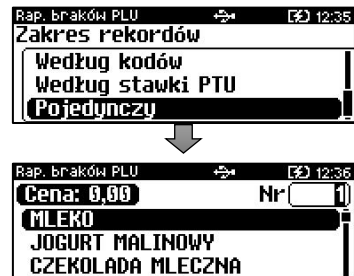 Rap. braków PLU 12:35
Zakres rekordów
Według kodów
Według stawki PTU
Pojedynczy
Rap. braków PLU 12:36
Cena: 0,00 Nr 1
MLEKO
JOGURT MALINOWY
CZEKOLADA MLECZNA